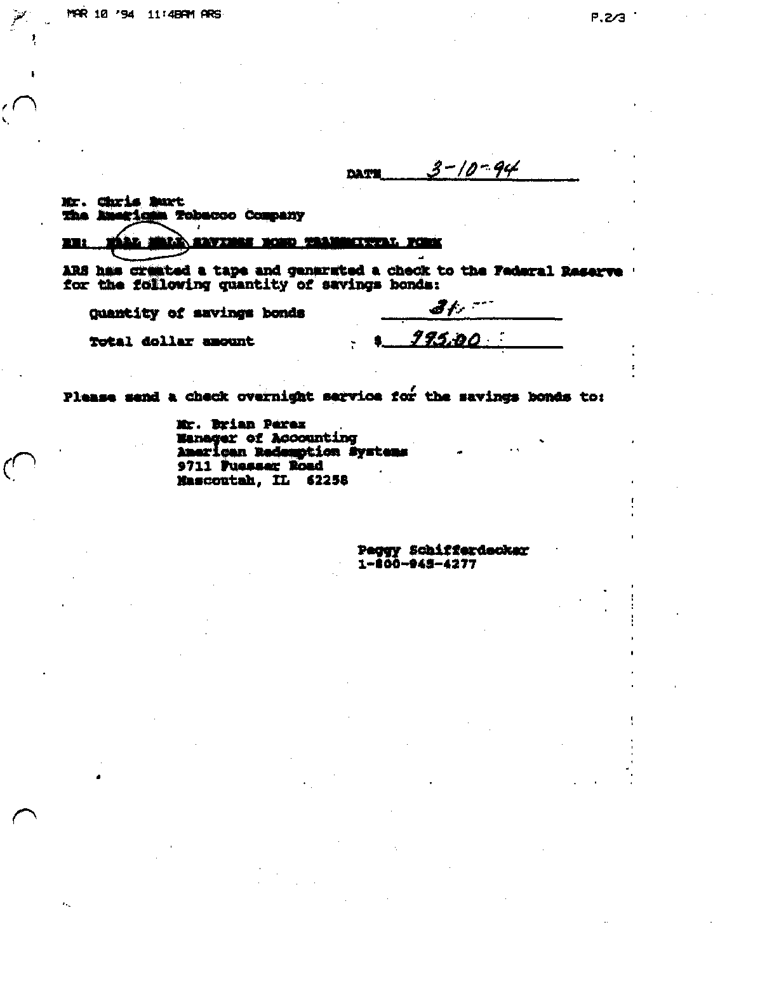 MAR 10 '94 11:48AM ARS P.2/3
DATE 3-10-94
Mr. Chris Burt
The American Tobacco Company
RE: PALL MALL SAVINGS BOND TRANSMITTAL FORM
ARS has created a tape and generated a check to the Federal Reserve
for the following quantity of savings bonds:
Quantity of savings bonds
Total dollar amount $
Please send a check overnight service for the savings bonds to:
Mr. Brian Perez
Manager of Accounting
American Redemption Systems
9711 Fuesser Road
Mascoutah, IL 62258
Peggy Schifferdecker
1-800-945-4277